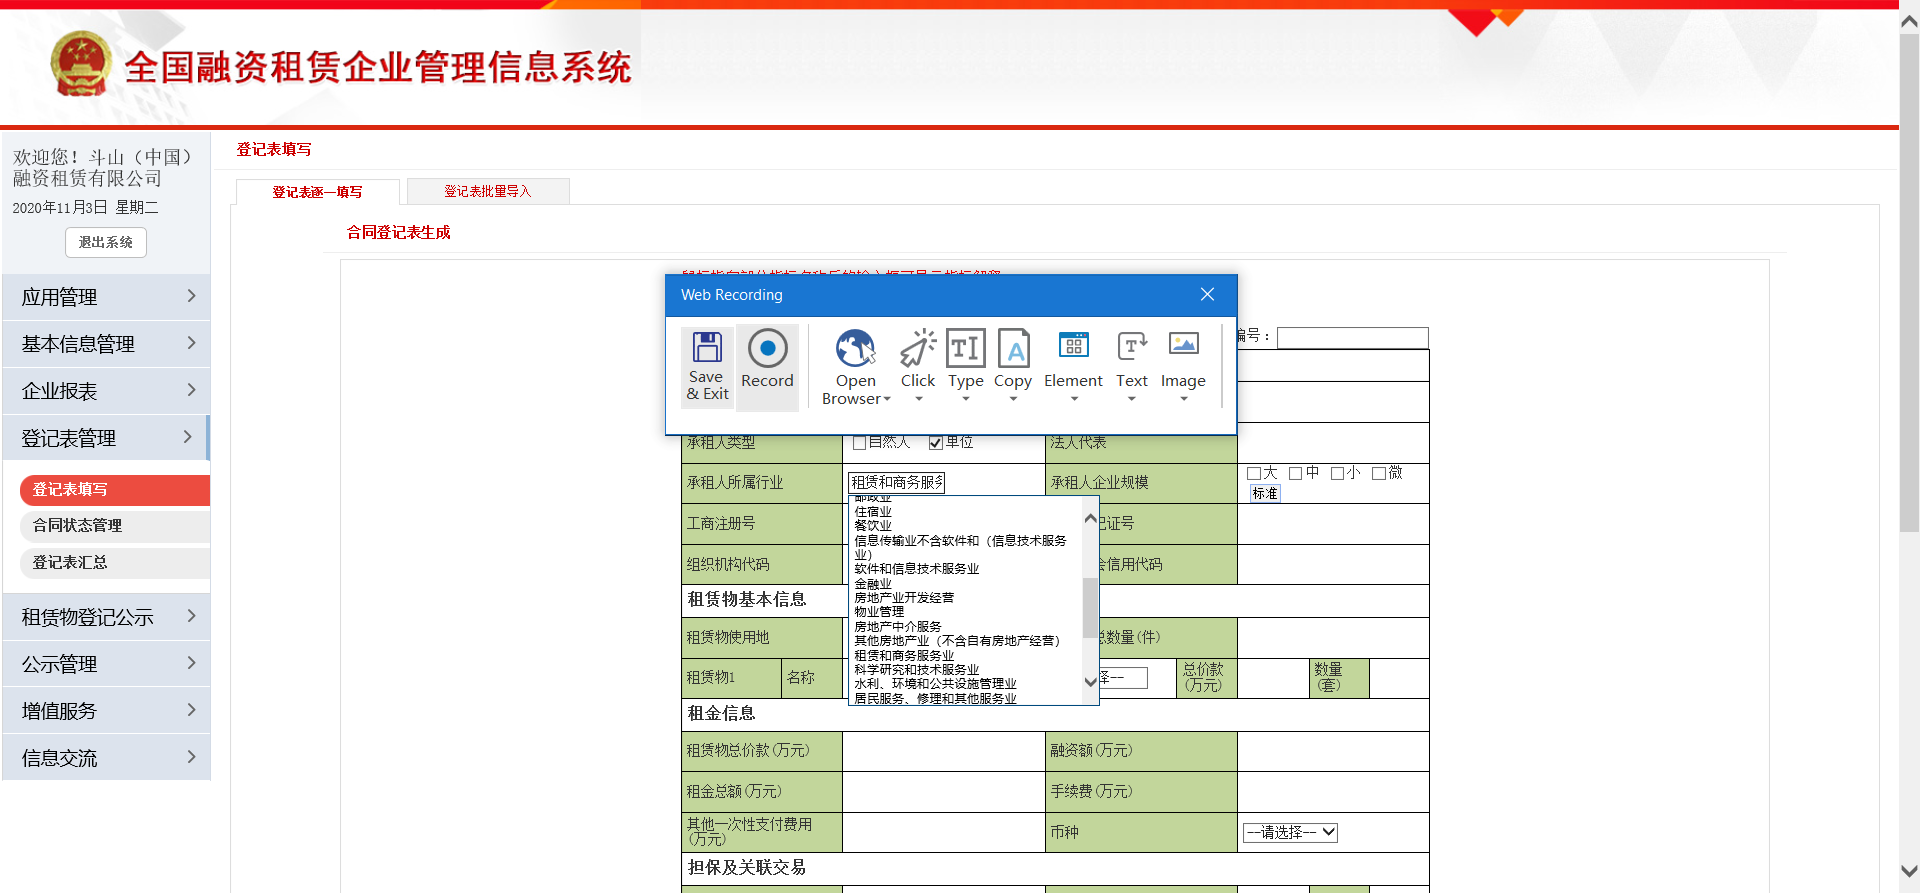 全国融资租赁企业管理信息系统
欢迎您！斗山（中国）
融资租赁有限公司
2020年11月3日 星期二
退出系统
应用管理
基本信息管理
企业报表
登记表管理
登记表填写
合同状态管理
登记表汇总
租赁物登记公示
公示管理
增值服务
信息交流
登记表填写
登记表逐一填写
登记表批量导入
合同登记表生成
Web Recording
Save
& Exit
Record
Open
Browser
Click
Type
Copy
Element
Text
Image
编号：
承租人类型
自然人
单位
法人代表
承租人所属行业
租赁和商务服务
承租人企业规模
大
中
小
微
标准
工商注册号
记证号
组织机构代码
会信用代码
邮政业
住宿业
餐饮业
信息传输业不含软件和（信息技术服务
业）
软件和信息技术服务业
金融业
房地产业开发经营
物业管理
房地产中介服务
其他房地产业（不含自有房地产经营）
租赁和商务服务业
科学研究和技术服务业
水利、环境和公共设施管理业
居民服务、修理和其他服务业
租赁物基本信息
租赁物使用地
总数量(件)
租赁物1
名称
择--
总价款
(万元)
数量
(套)
租金信息
租赁物总价款(万元)
融资额(万元)
租金总额(万元)
手续费(万元)
其他一次性支付费用
(万元)
币种
--请选择--
担保及关联交易